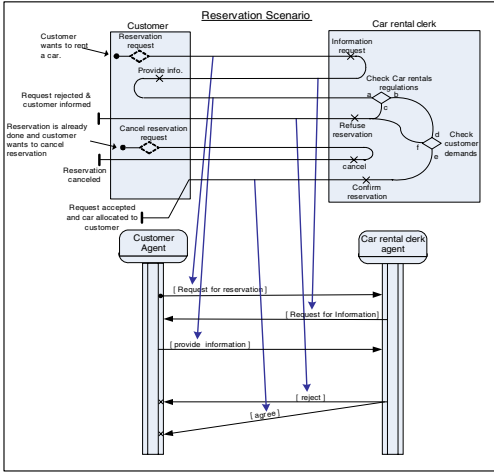 Reservation Scenario
Customer
Car rental clerk
Customer
wants to rent
a car.
Reservation
request
Information
request
Provide info.
Check Car rentals
regulations
a
b
c
Request rejected &
customer informed
Refuse
reservation
Reservation is already
done and customer
wants to cancel
reservation
Cancel reservation
request
d
f
e
Check
customer
demands
cancel
Reservation
canceled
Confirm
reservation
Request accepted
and car allocated to
customer
Customer
Agent
Car rental clerk
agent
[ Request for reservation]
[ Request for Information]
[ provide information ]
[ reject ]
[ agree ]